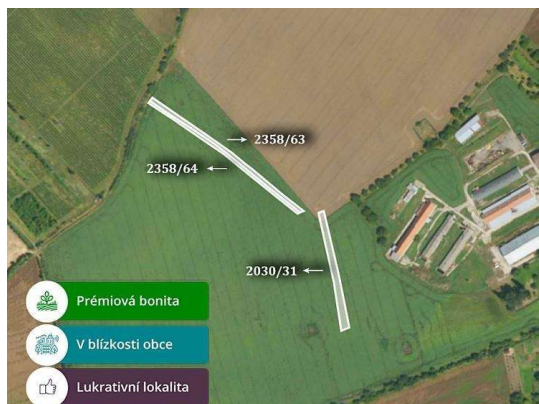 2358/63
2358/64
2030/31
Prémiová bonita
V blízkosti obce
Lukrativní lokalita